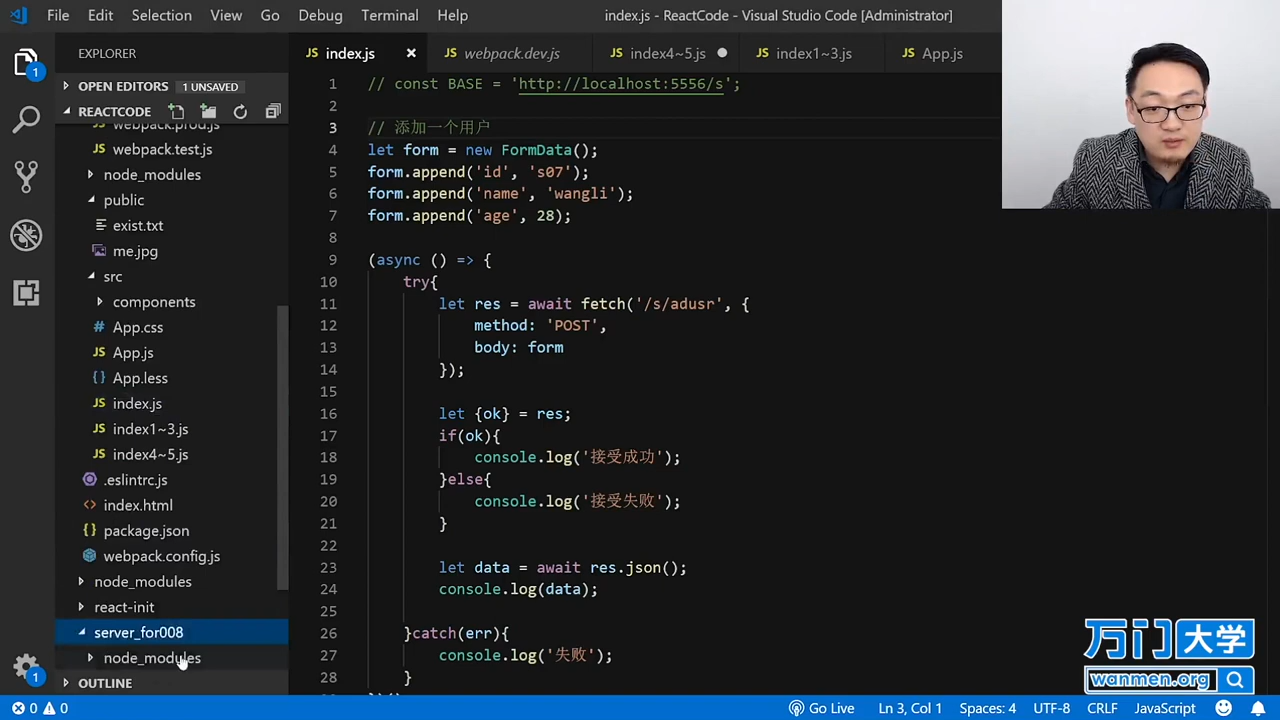 File Edit Selection View Go Debug Terminal Help index.js - ReactCode - Visual Studio Code [Administrator]
EXPLORER
index.js webpack.dev.js index4~5.js index1~3.js App.js
OPEN EDITORS 1 UNSAVED
REACTCODE
webpack.prod.js
webpack.test.js
node_modules
public
exist.txt
me.jpg
src
components
App.css
App.js
App.less
index.js
index1~3.js
index4~5.js
.eslintrc.js
index.html
package.json
webpack.config.js
node_modules
react-init
server_for008
node_modules
OUTLINE
1 // const BASE = 'http://localhost:5556/s';
2
3 // 添加一个用户
4 let form = new FormData();
5 form.append('id', 's07');
6 form.append('name', 'wangli');
7 form.append('age', 28);
8
9 (async () => {
10 try{
11 let res = await fetch('/s/adusr', {
12 method: 'POST',
13 body: form
14 });
15
16 let {ok} = res;
17 if(ok){
18 console.log('接受成功');
19 }else{
20 console.log('接受失败');
21 }
22
23 let data = await res.json();
24 console.log(data);
25
26 }catch(err){
27 console.log('失败');
28 }
万门大学
wanmen.org
0 0 Go Live Ln 3, Col 1 Spaces: 4 UTF-8 CRLF JavaScript